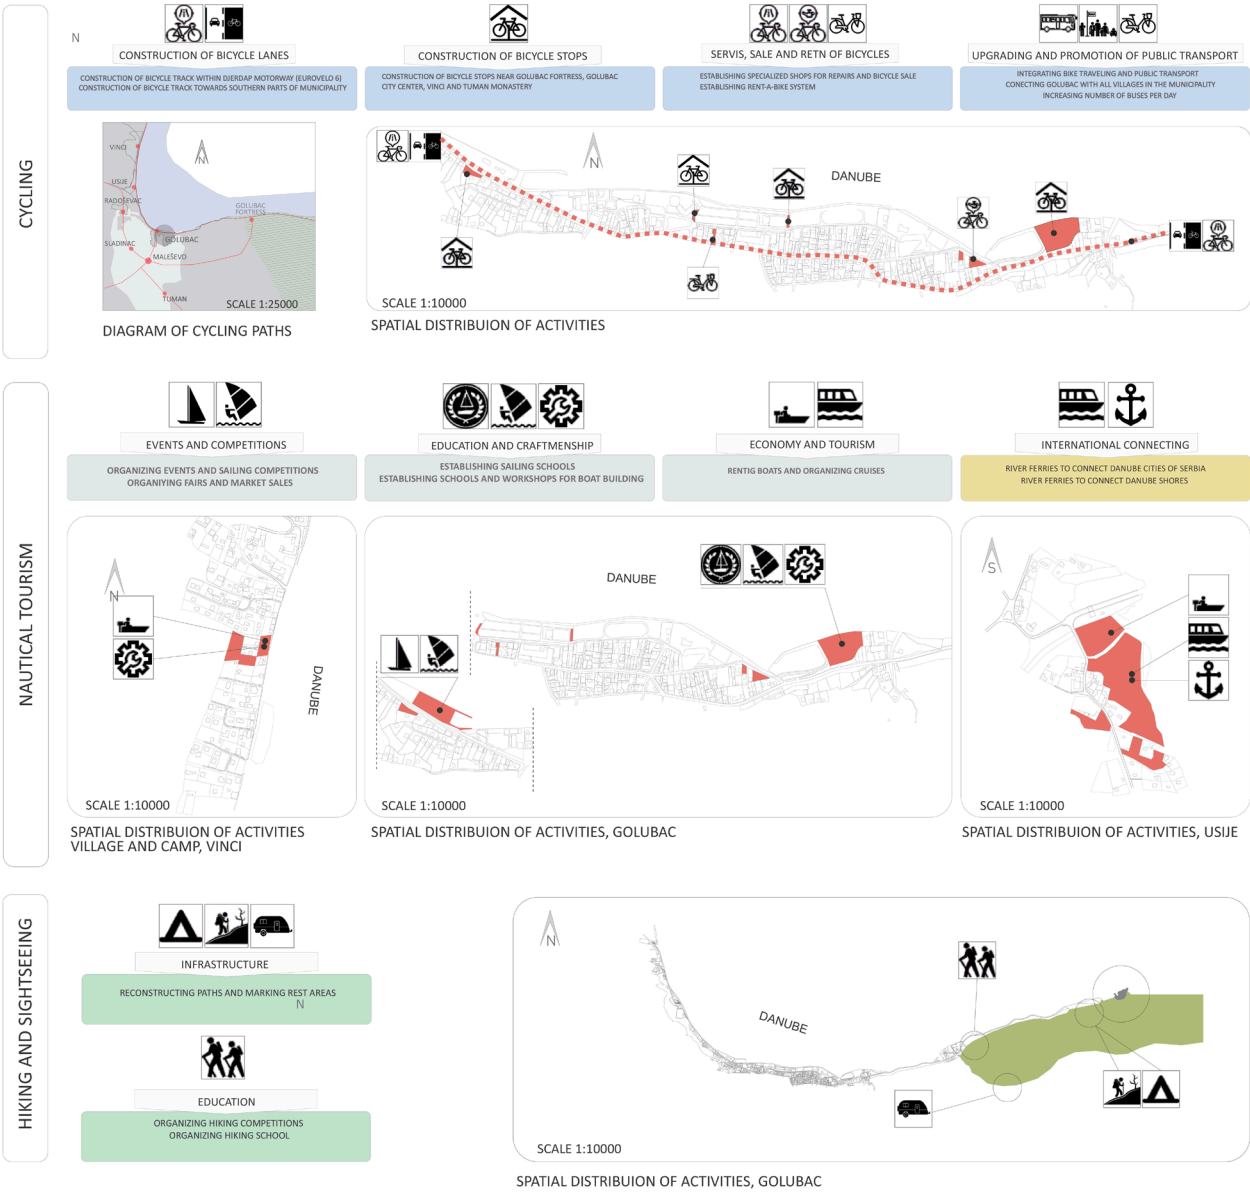 CYCLING
N
CONSTRUCTION OF BICYCLE LANES
CONSTRUCTION OF BICYCLE TRACK WITHIN DJERDAP MOTORWAY (EUROVELO 6)
CONSTRUCTION OF BICYCLE TRACK TOWARDS SOUTHERN PARTS OF MUNICIPALITY
CONSTRUCTION OF BICYCLE STOPS
CONSTRUCTION OF BICYCLE STOPS NEAR GOLUBAC FORTRESS, GOLUBAC
CITY CENTER, VINCI AND TUMAN MONASTERY
SERVIS, SALE AND RETN OF BICYCLES
ESTABLISHING SPECIALIZED SHOPS FOR REPAIRS AND BICYCLE SALE
ESTABLISHING RENT-A-BIKE SYSTEM
UPGRADING AND PROMOTION OF PUBLIC TRANSPORT
INTEGRATING BIKE TRAVELING AND PUBLIC TRANSPORT
CONECTING GOLUBAC WITH ALL VILLAGES IN THE MUNICIPALITY
INCREASING NUMBER OF BUSES PER DAY
VINCI
N
USIJE
RADOŠEVAC
GOLUBAC
FORTRESS
GOLUBAC
SLADINAC
MALEŠEVO
TUMAN
SCALE 1:25000
DIAGRAM OF CYCLING PATHS
N
DANUBE
SCALE 1:10000
SPATIAL DISTRIBUION OF ACTIVITIES
NAUTICAL TOURISM
EVENTS AND COMPETITIONS
ORGANIZING EVENTS AND SAILING COMPETITIONS
ORGANIYING FAIRS AND MARKET SALES
EDUCATION AND CRAFTMENSHIP
ESTABLISHING SAILING SCHOOLS
ESTABLISHING SCHOOLS AND WORKSHOPS FOR BOAT BUILDING
ECONOMY AND TOURISM
RENTIG BOATS AND ORGANIZING CRUISES
INTERNATIONAL CONNECTING
RIVER FERRIES TO CONNECT DANUBE CITIES OF SERBIA
RIVER FERRIES TO CONNECT DANUBE SHORES
N
DANUBE
SCALE 1:10000
SPATIAL DISTRIBUION OF ACTIVITIES
VILLAGE AND CAMP, VINCI
DANUBE
SCALE 1:10000
SPATIAL DISTRIBUION OF ACTIVITIES, GOLUBAC
S
SCALE 1:10000
SPATIAL DISTRIBUION OF ACTIVITIES, USIJE
HIKING AND SIGHTSEEING
INFRASTRUCTURE
RECONSTRUCTING PATHS AND MARKING REST AREAS
N
EDUCATION
ORGANIZING HIKING COMPETITIONS
ORGANIZING HIKING SCHOOL
N
DANUBE
SCALE 1:10000
SPATIAL DISTRIBUION OF ACTIVITIES, GOLUBAC